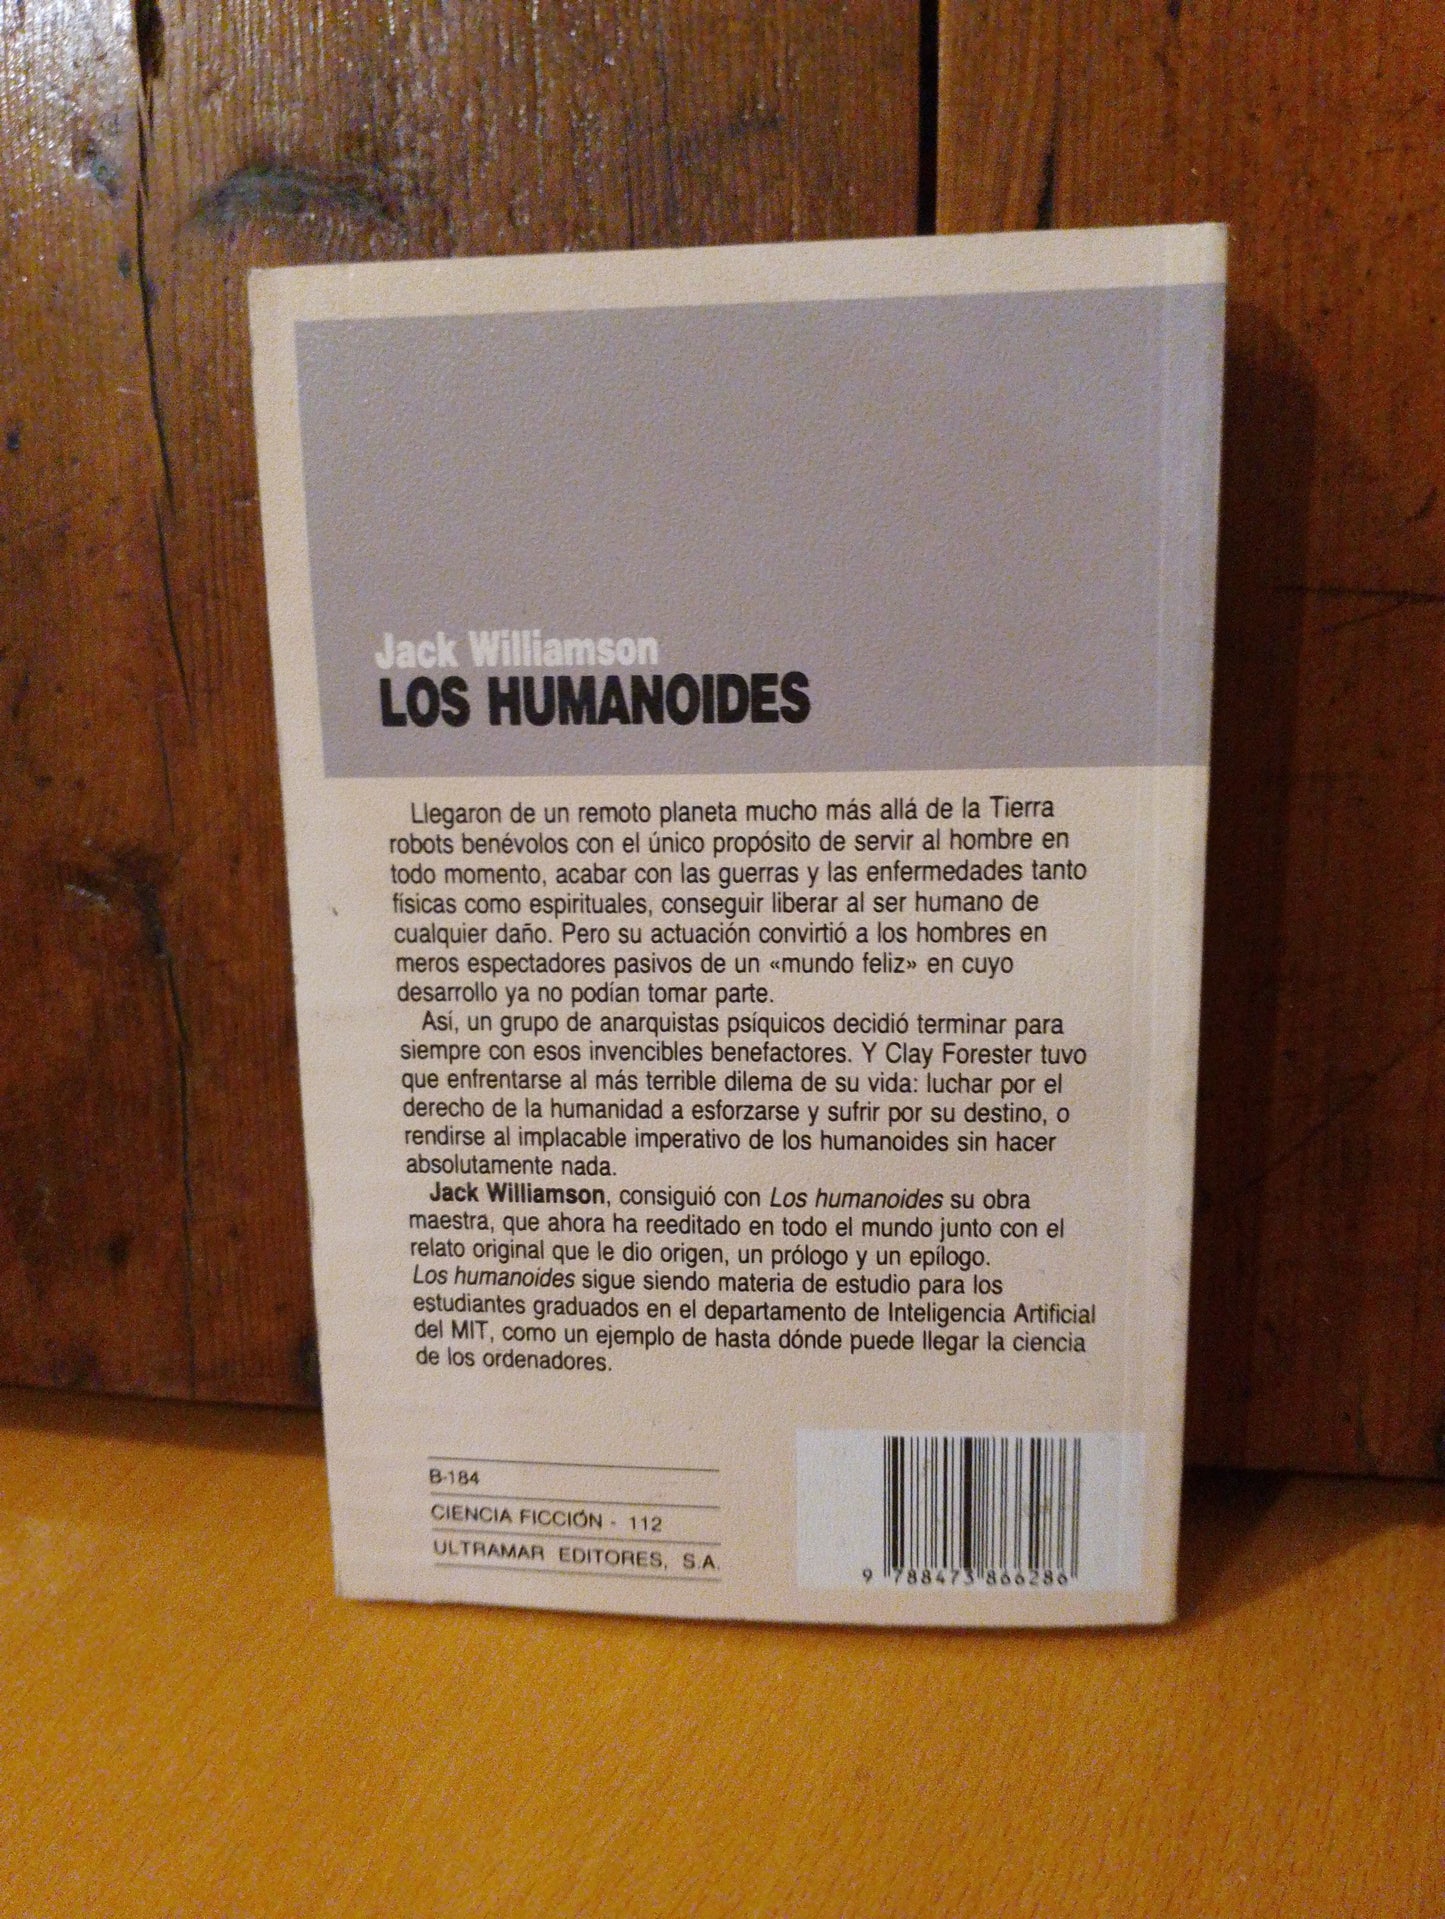 Jack Williamson
LOS HUMANOIDES
Llegaron de un remoto planeta mucho más allá de la Tierra
robots benévolos con el único propósito de servir al hombre en
todo momento, acabar con las guerras y las enfermedades tanto
físicas como espirituales, conseguir liberar al ser humano de
cualquier daño. Pero su actuación convirtió a los hombres en
meros espectadores pasivos de un «mundo feliz» en cuyo
desarrollo ya no podían tomar parte.
Así, un grupo de anarquistas psíquicos decidió terminar para
siempre con esos invencibles benefactores. Y Clay Forester tuvo
que enfrentarse al más terrible dilema de su vida: luchar por el
derecho de la humanidad a esforzarse y sufrir por su destino, o
rendirse al implacable imperativo de los humanoides sin hacer
absolutamente nada.
Jack Williamson, consiguió con Los humanoides su obra
maestra, que ahora ha reeditado en todo el mundo junto con el
relato original que le dio origen, un prólogo y un epílogo.
Los humanoides sigue siendo materia de estudio para los
estudiantes graduados en el departamento de Inteligencia Artificial
del MIT, como un ejemplo de hasta dónde puede llegar la ciencia
de los ordenadores.
B-184
CIENCIA FICCIÓN - 112
ULTRAMAR EDITORES, S.A.
9 788473 866286